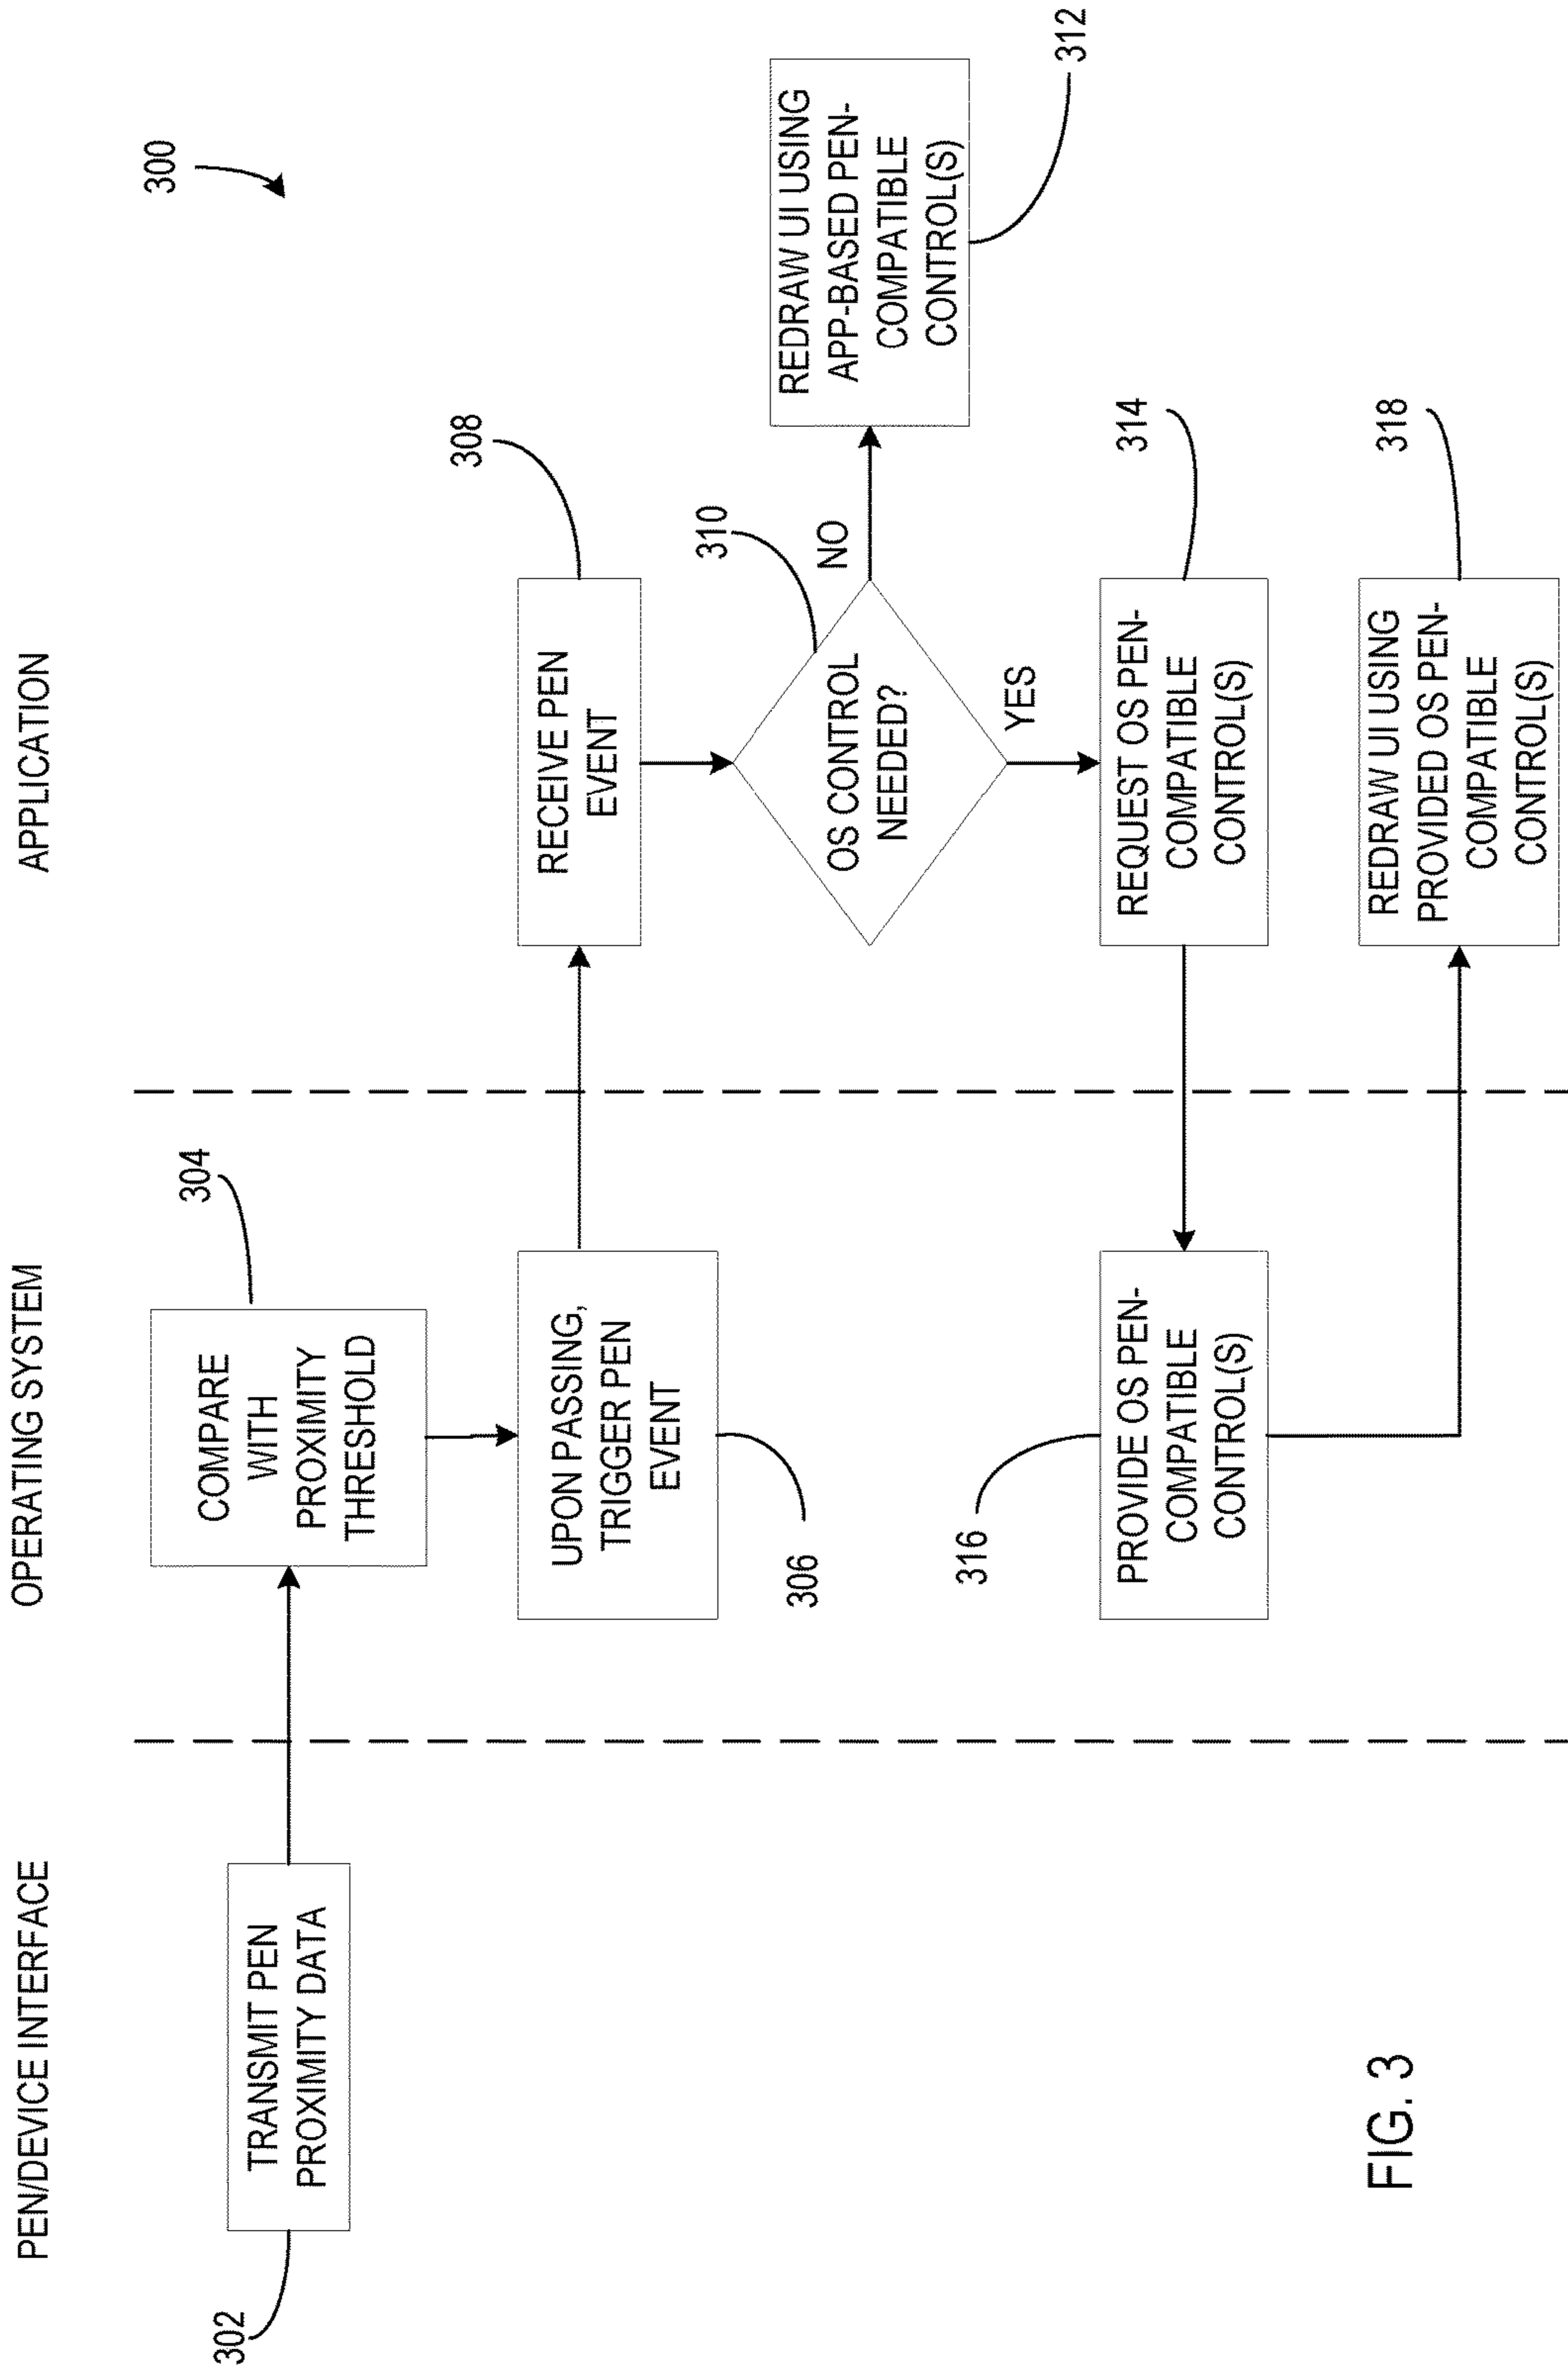 PEN/DEVICE INTERFACE
OPERATING SYSTEM
APPLICATION
300
302
TRANSMIT PEN
PROXIMITY DATA
304
COMPARE
WITH
PROXIMITY
THRESHOLD
UPON PASSING,
TRIGGER PEN
EVENT
306
308
RECEIVE PEN
EVENT
310
OS CONTROL
NEEDED?
NO
YES
REDRAW UI USING
APP-BASED PEN-
COMPATIBLE
CONTROL(S)
312
REQUEST OS PEN-
COMPATIBLE
CONTROL(S)
314
316
PROVIDE OS PEN-
COMPATIBLE
CONTROL(S)
318
REDRAW UI USING
PROVIDED OS PEN-
COMPATIBLE
CONTROL(S)
FIG. 3